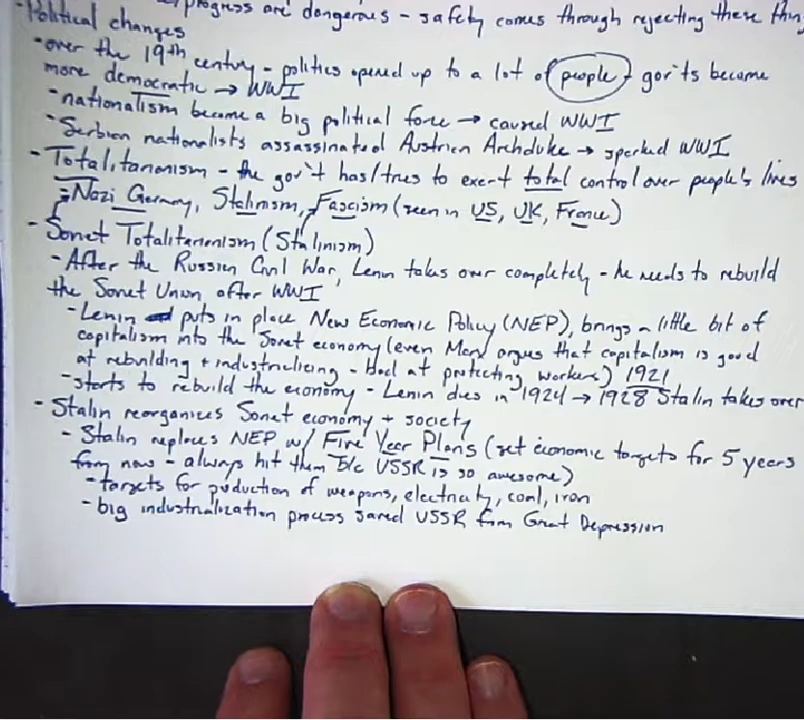 progress are dangerous - safety comes through rejecting these
- Political changes
- over the 19th century - politics opened up to a lot of people - gov'ts become
more democratic → WWI
- nationalism become a big political force → caused WWI
- Serbian nationalists assassinated Austrian Archduke → sparked WWI
- Totalitarianism - the gov't has/tries to exert total control over people's lives
- Nazi Germany, Stalinism, Fascism (seen in US, UK, France)
- Soviet Totalitarianism (Stalinism)
- After the Russian Civil War, Lenin takes over completely - he needs to rebuild
the Soviet Union after WWI
- Lenin puts in place New Economic Policy (NEP), brings a little bit of
capitalism into the Soviet economy (even Marx argues that capitalism is good
at rebuilding + industrializing - bad at protecting workers) 1921
- starts to rebuild the economy - Lenin dies in 1924 → 1928 Stalin takes over
- Stalin reorganizes Soviet economy + society
- Stalin replaces NEP w/ Five Year Plans (set economic targets for 5 years
from now - always hit them b/c USSR is so awesome)
- targets for production of weapons, electricity, coal, iron
- big industrialization process saved USSR from Great Depression